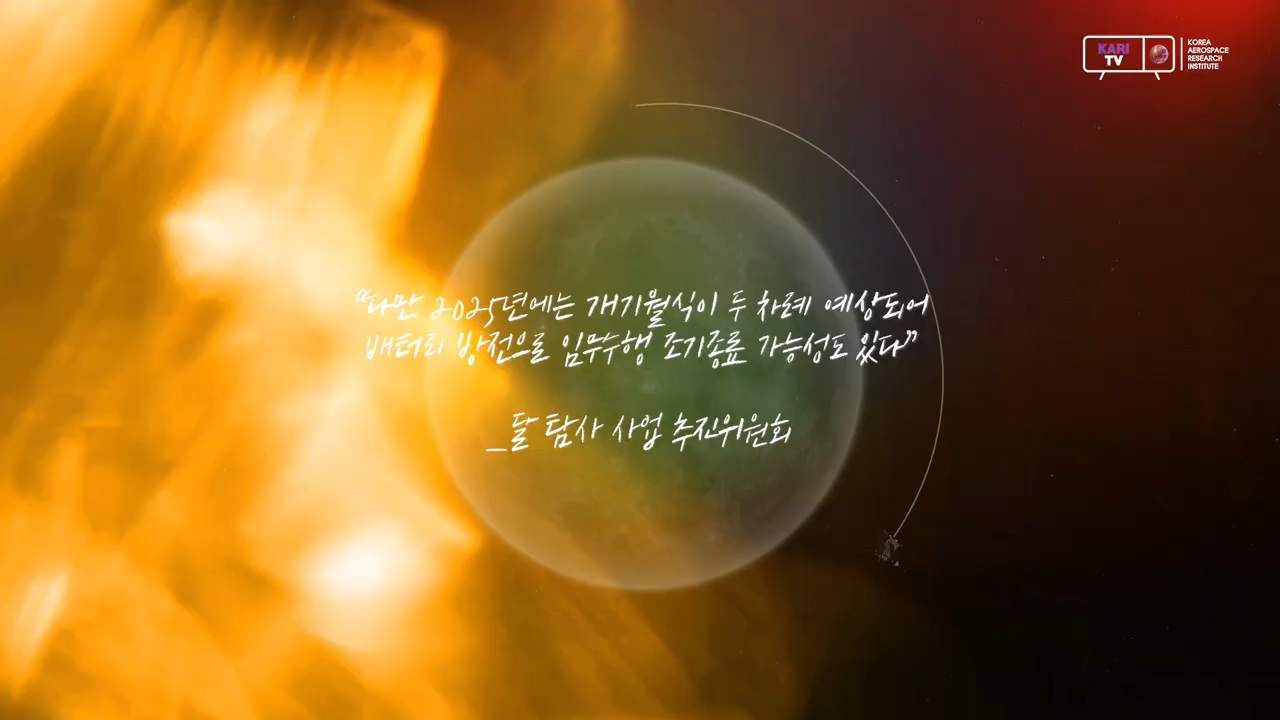 KARI
TV
KOREA
AEROSPACE
RESEARCH
INSTITUTE
“다만 2025년에는 개기월식이 두 차례 예상되어
배터리 방전으로 임무수행 조기종료 가능성도 있다”
_달 탐사 사업 추진위원회